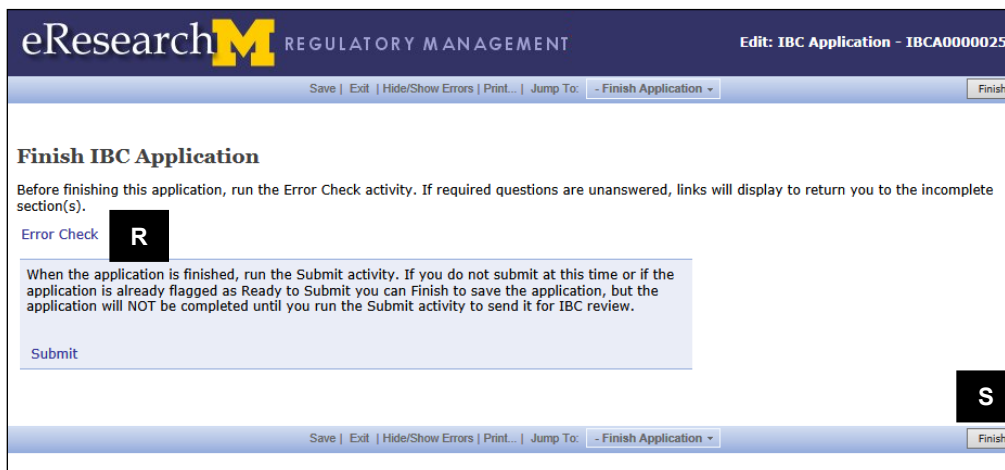 eResearch M REGULATORY MANAGEMENT Edit: IBC Application - IBCA0000025
Save | Exit | Hide/Show Errors | Print... | Jump To: - Finish Application Finish
Finish IBC Application
Before finishing this application, run the Error Check activity. If required questions are unanswered, links will display to return you to the incomplete
section(s).
Error Check R
When the application is finished, run the Submit activity. If you do not submit at this time or if the
application is already flagged as Ready to Submit you can Finish to save the application, but the
application will NOT be completed until you run the Submit activity to send it for IBC review.
Submit
S
Save | Exit | Hide/Show Errors | Print... | Jump To: - Finish Application Finish